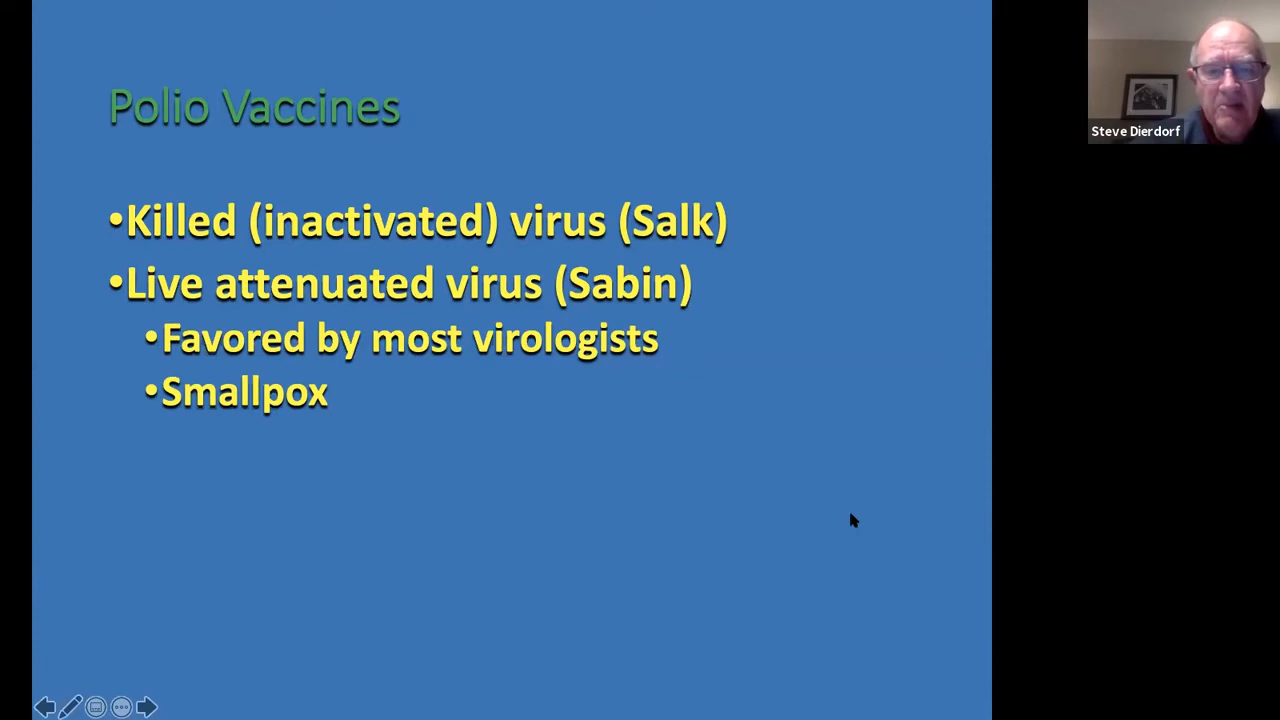 Polio Vaccines
•Killed (inactivated) virus (Salk)
•Live attenuated virus (Sabin)
•Favored by most virologists
•Smallpox
Steve Dierdorf